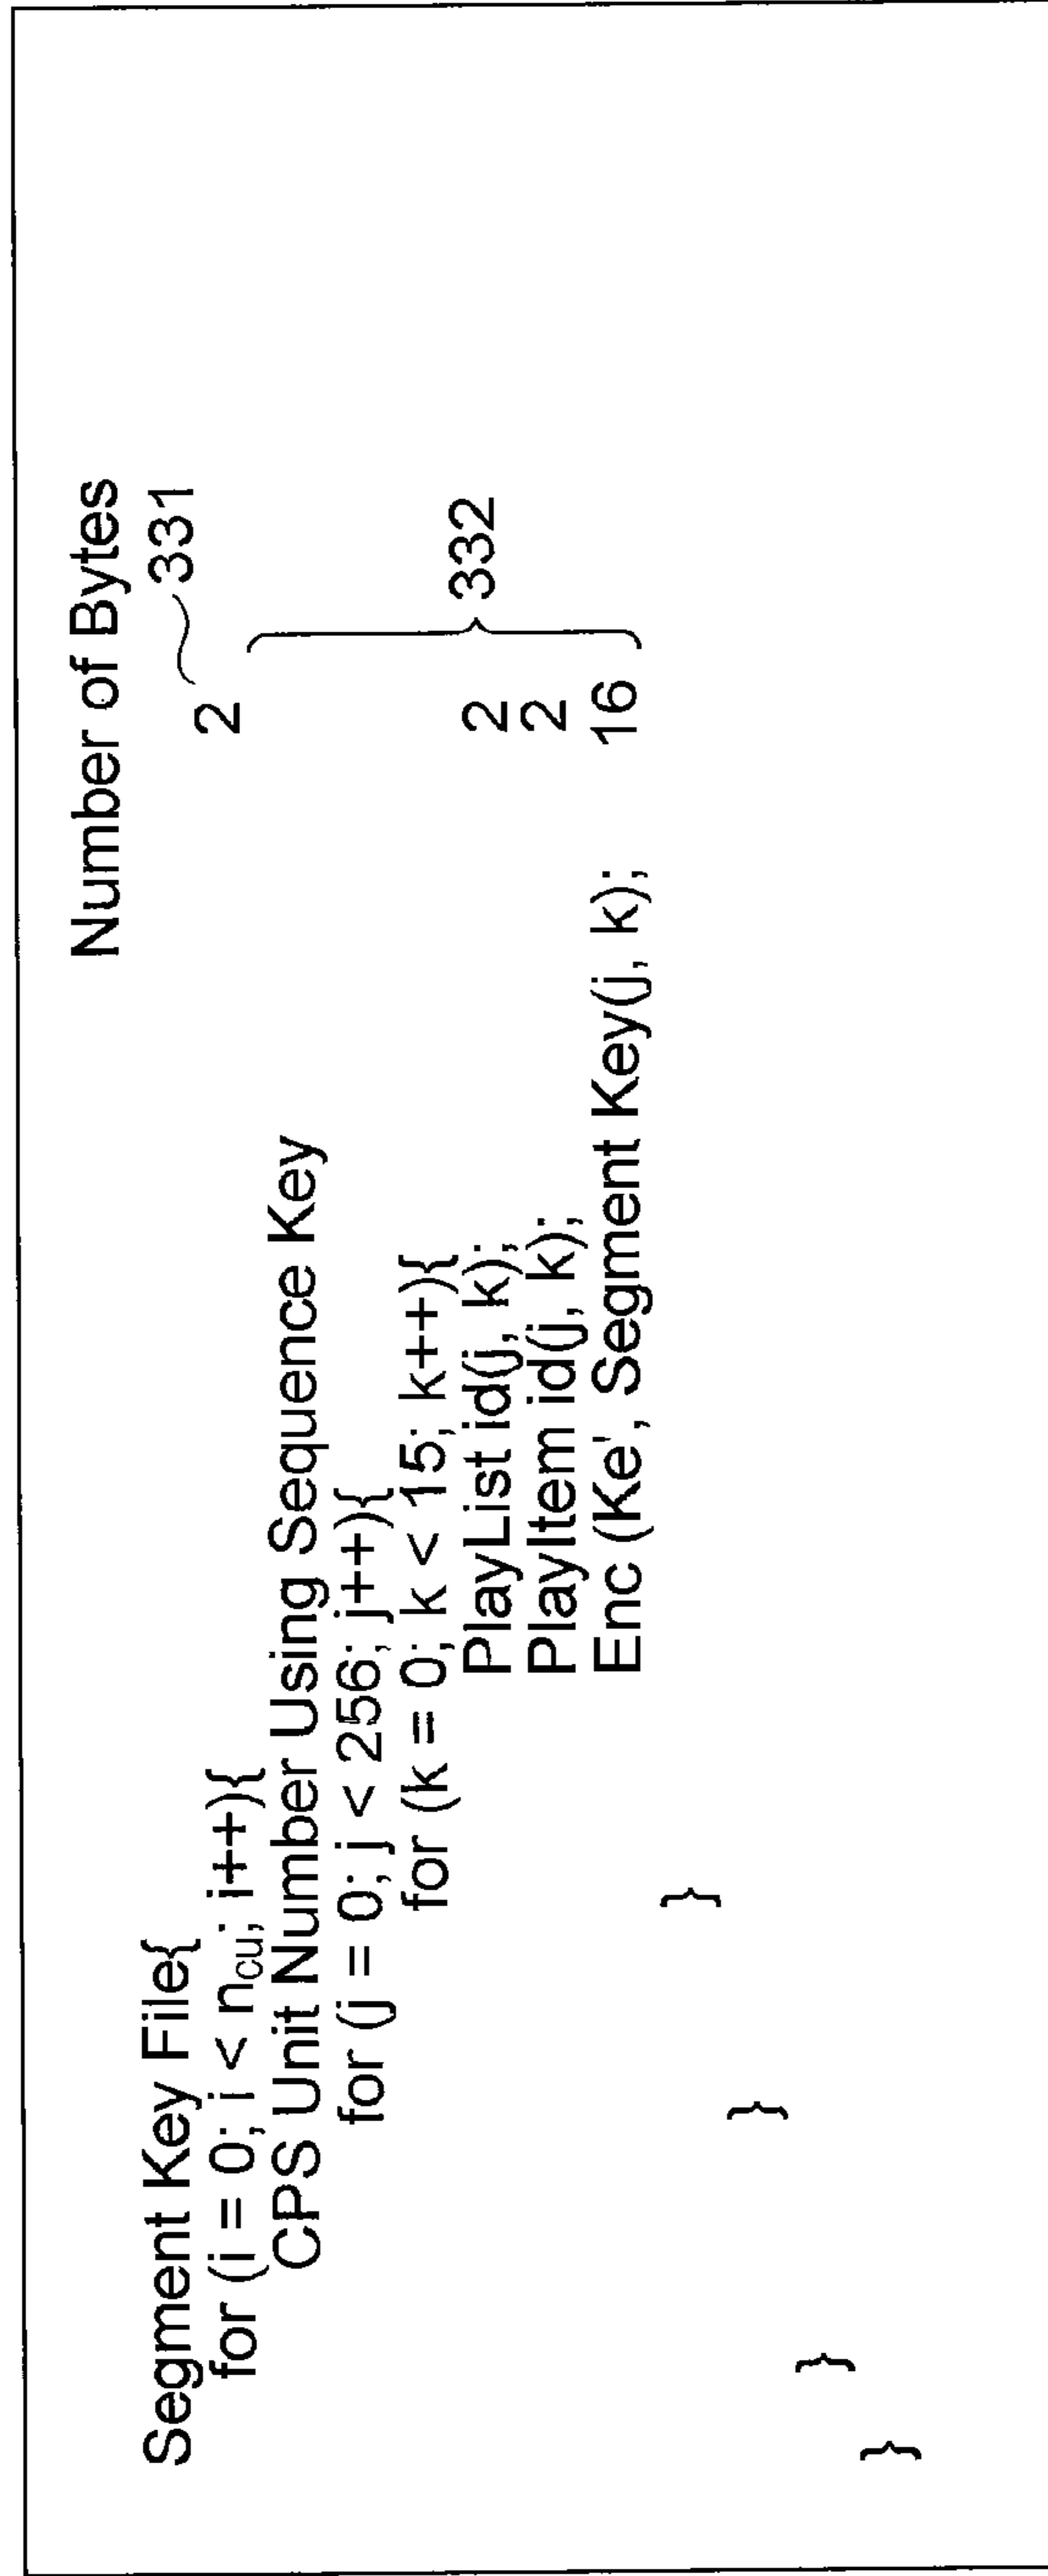 Number of Bytes
Segment Key File{
331
for (i = 0; i < ncu; i++){
2
CPS Unit Number Using Sequence Key
for (j = 0; j < 256; j++){
for (k = 0; k < 15; k++){
PlayList id(j, k);
2
332
PlayItem id(j, k);
2
Enc (Ke', Segment Key(j, k);
16
}
}
}
}